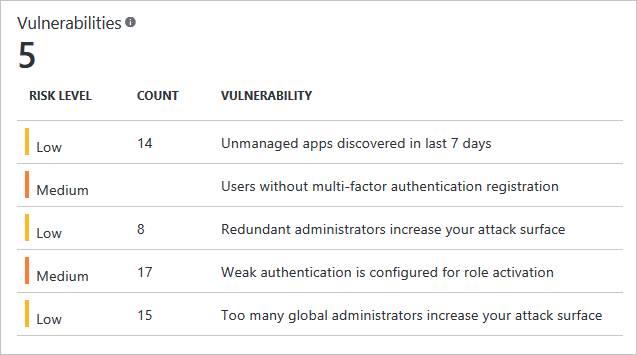 Vulnerabilities
5
RISK LEVEL COUNT VULNERABILITY
Low 14 Unmanaged apps discovered in last 7 days
Medium Users without multi-factor authentication registration
Low 8 Redundant administrators increase your attack surface
Medium 17 Weak authentication is configured for role activation
Low 15 Too many global administrators increase your attack surface